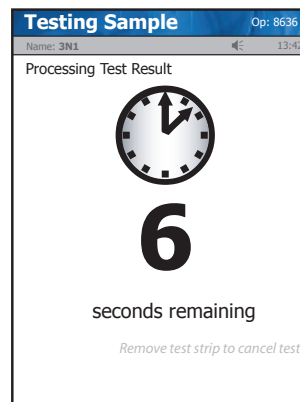 Testing Sample Op: 8636
Name: 3N1 13:42
Processing Test Result
6
seconds remaining
Remove test strip to cancel test